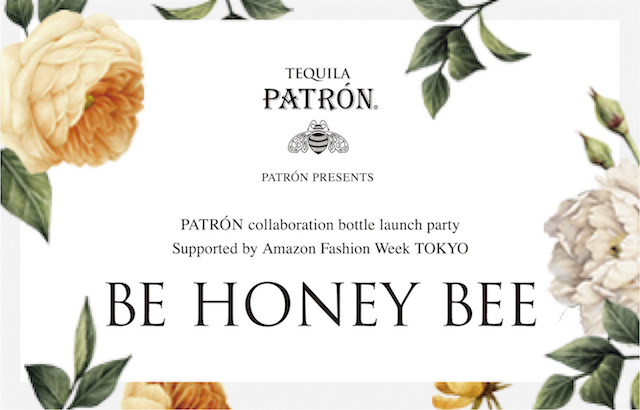 TEQUILA
PATRÓN®
PATRÓN PRESENTS
PATRÓN collaboration bottle launch party
Supported by Amazon Fashion Week TOKYO
BE HONEY BEE